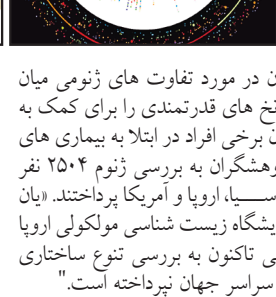 در مورد تفاوت های ژنومی میان
نخ های قدرتمندی را برای کمک به
برخی افراد در ابتلا به بیماری های
وهشگران به بررسی ژنوم ۲۵۰۴ نفر
سیا، اروپا و آمریکا پرداختند. «یان
یشگاه زیست شناسی مولکولی اروپا
تاکنون به بررسی تنوع ساختاری
سراسر جهان نپرداخته است."